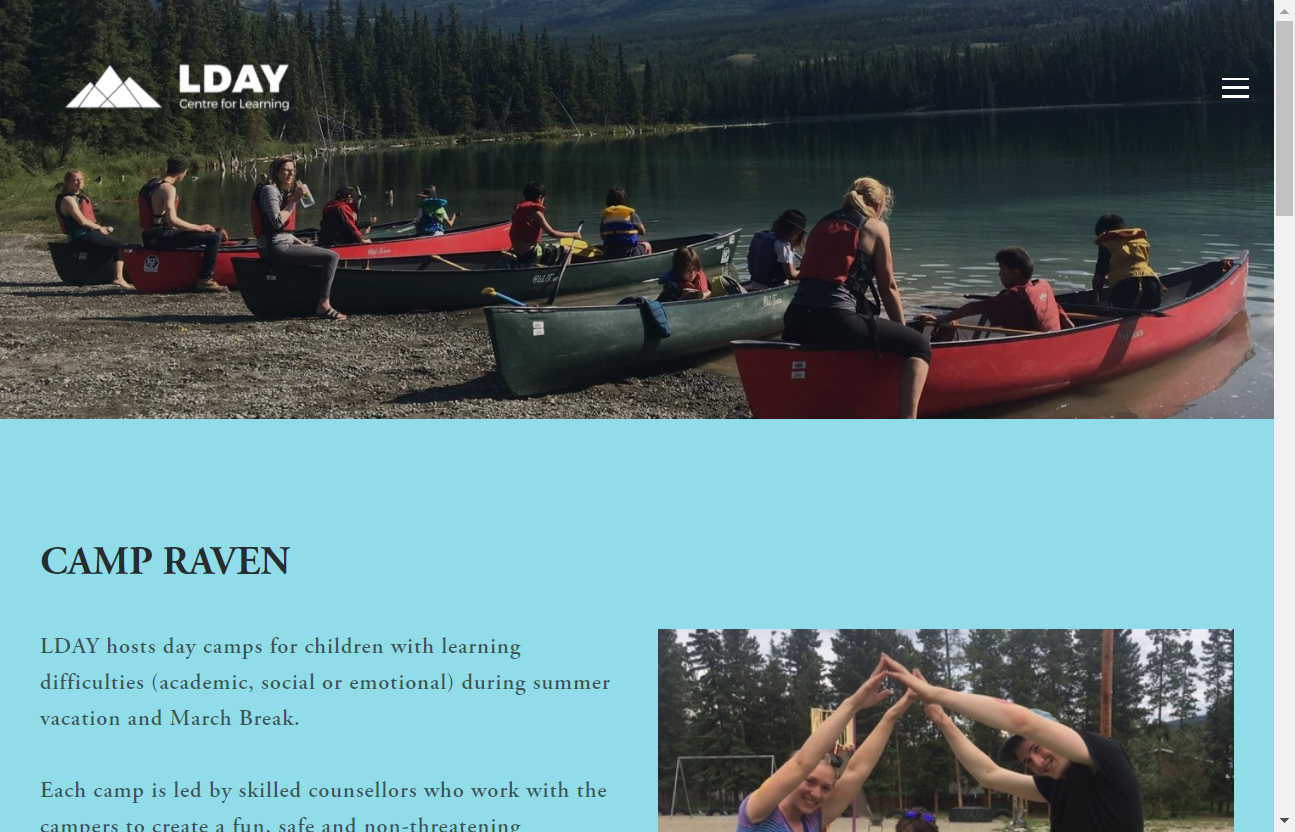 LDAY
Centre for Learning
CAMP RAVEN
LDAY hosts day camps for children with learning
difficulties (academic, social or emotional) during summer
vacation and March Break.
Each camp is led by skilled counsellors who work with the
campers to create a fun, safe and non-threatening